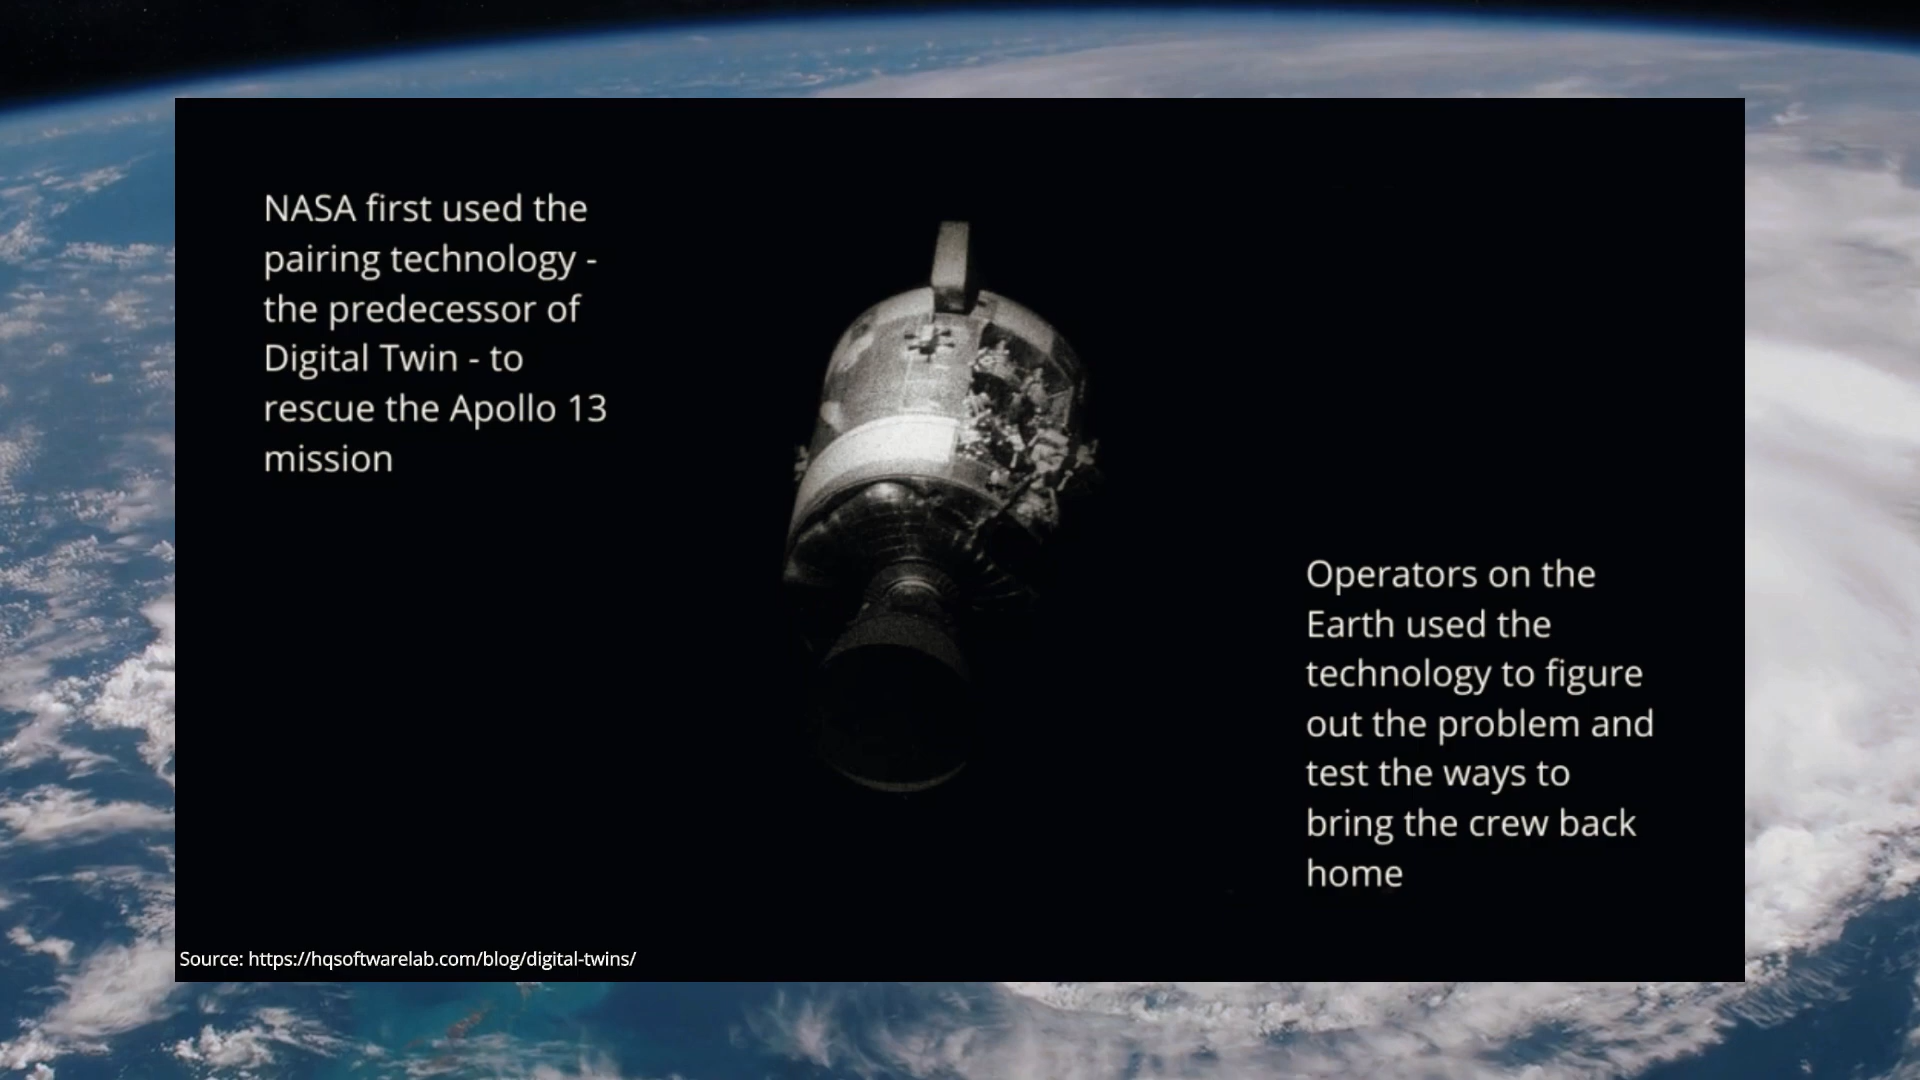 NASA first used the
pairing technology -
the predecessor of
Digital Twin - to
rescue the Apollo 13
mission
Operators on the
Earth used the
technology to figure
out the problem and
test the ways to
bring the crew back
home
Source: https://hqsoftwarelab.com/blog/digital-twins/